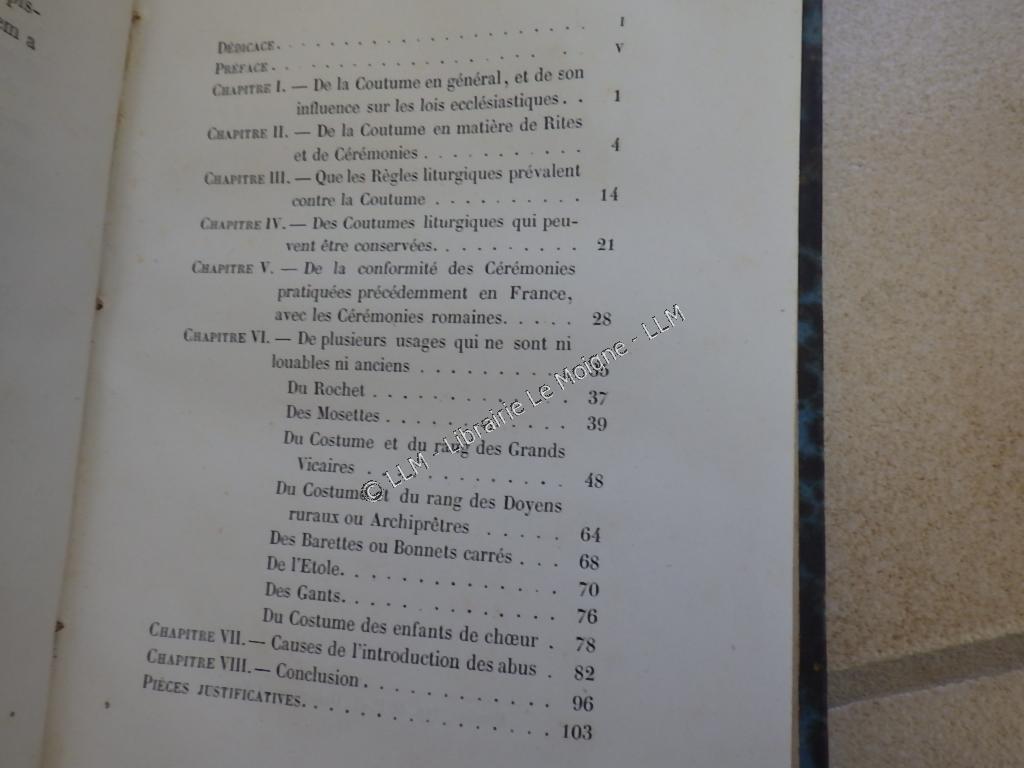 em a
DÉDICACE. I
PRÉFACE. V
CHAPITRE I. — De la Coutume en général, et de son
influence sur les lois ecclésiastiques. . 1
CHAPITRE II. — De la Coutume en matière de Rites
et de Cérémonies . . . . . . . . . . . 4
CHAPITRE III. — Que les Règles liturgiques prévalent
contre la Coutume . . . . . . . . . . 14
CHAPITRE IV. — Des Coutumes liturgiques qui peu-
vent être conservées. . . . . . . . . . 21
CHAPITRE V. — De la conformité des Cérémonies
pratiquées précédemment en France,
avec les Cérémonies romaines. . . . . 28
CHAPITRE VI. — De plusieurs usages qui ne sont ni
louables ni anciens . . . . . . . . . .
Du Rochet . . . . . . . . . . . . 37
Des Mosettes . . . . . . . . . . . 39
Du Costume et du rang des Grands
Vicaires . . . . . . . . . . . . 48
Du Costume et du rang des Doyens
ruraux ou Archiprêtres . . . . . 64
Des Barettes ou Bonnets carrés . . . 68
De l'Etole. . . . . . . . . . . . . 70
Des Gants. . . . . . . . . . . . . 76
Du Costume des enfants de chœur . 78
CHAPITRE VII. — Causes de l'introduction des abus . 82
CHAPITRE VIII. — Conclusion . . . . . . . . . . . 96
PIÈCES JUSTIFICATIVES. . . . . . . . . . . . . . 103
© LLM - Librairie Le Moigne - LLM